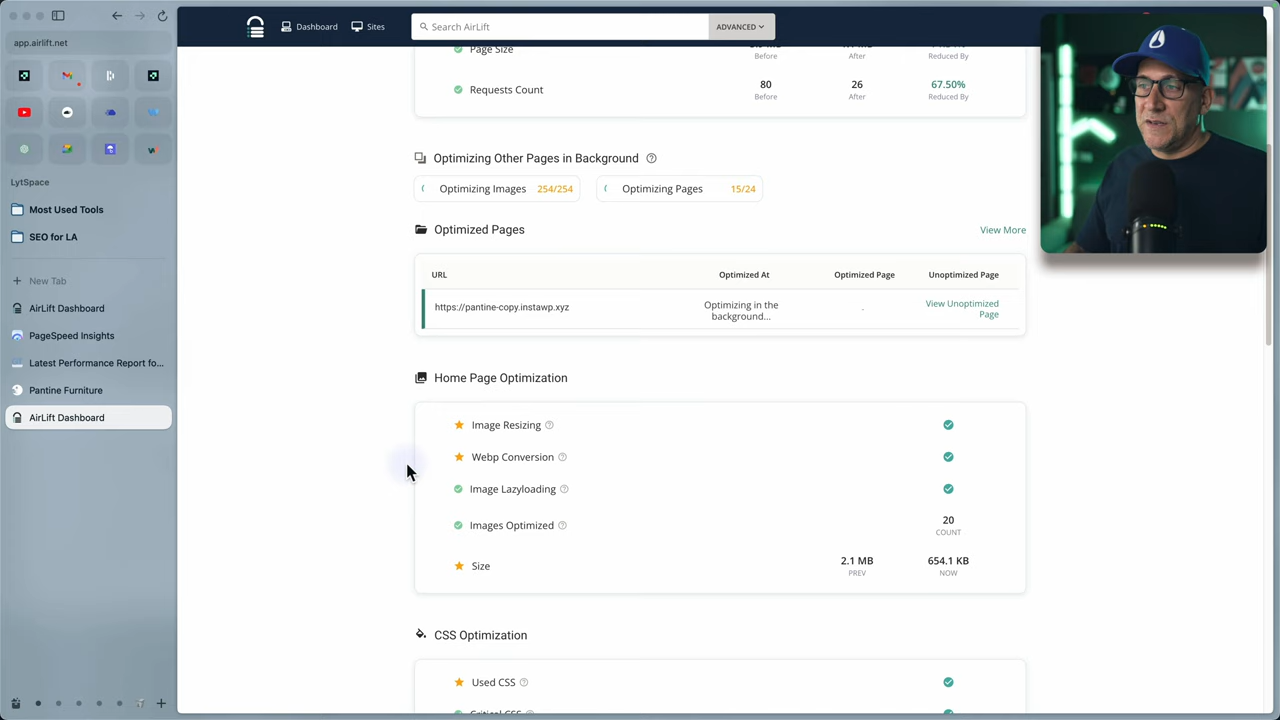 app.airlift.net
Dashboard
Sites
Search AirLift
ADVANCED
Page Size
Before
After
Reduced By
Requests Count
80
26
67.50%
Before
After
Reduced By
Optimizing Other Pages in Background
Optimizing Images 254/254
Optimizing Pages 15/24
LytSpace
Most Used Tools
SEO for LA
New Tab
AirLift Dashboard
PageSpeed Insights
Latest Performance Report fo...
Pantine Furniture
AirLift Dashboard
Optimized Pages
View More
URL
Optimized At
Optimized Page
Unoptimized Page
https://pantine-copy.instawp.xyz
Optimizing in the
background...
View Unoptimized
Page
Home Page Optimization
Image Resizing
Webp Conversion
Image Lazyloading
Images Optimized
20
COUNT
Size
2.1 MB
654.1 KB
PREV
NOW
CSS Optimization
Used CSS
Critical CSS